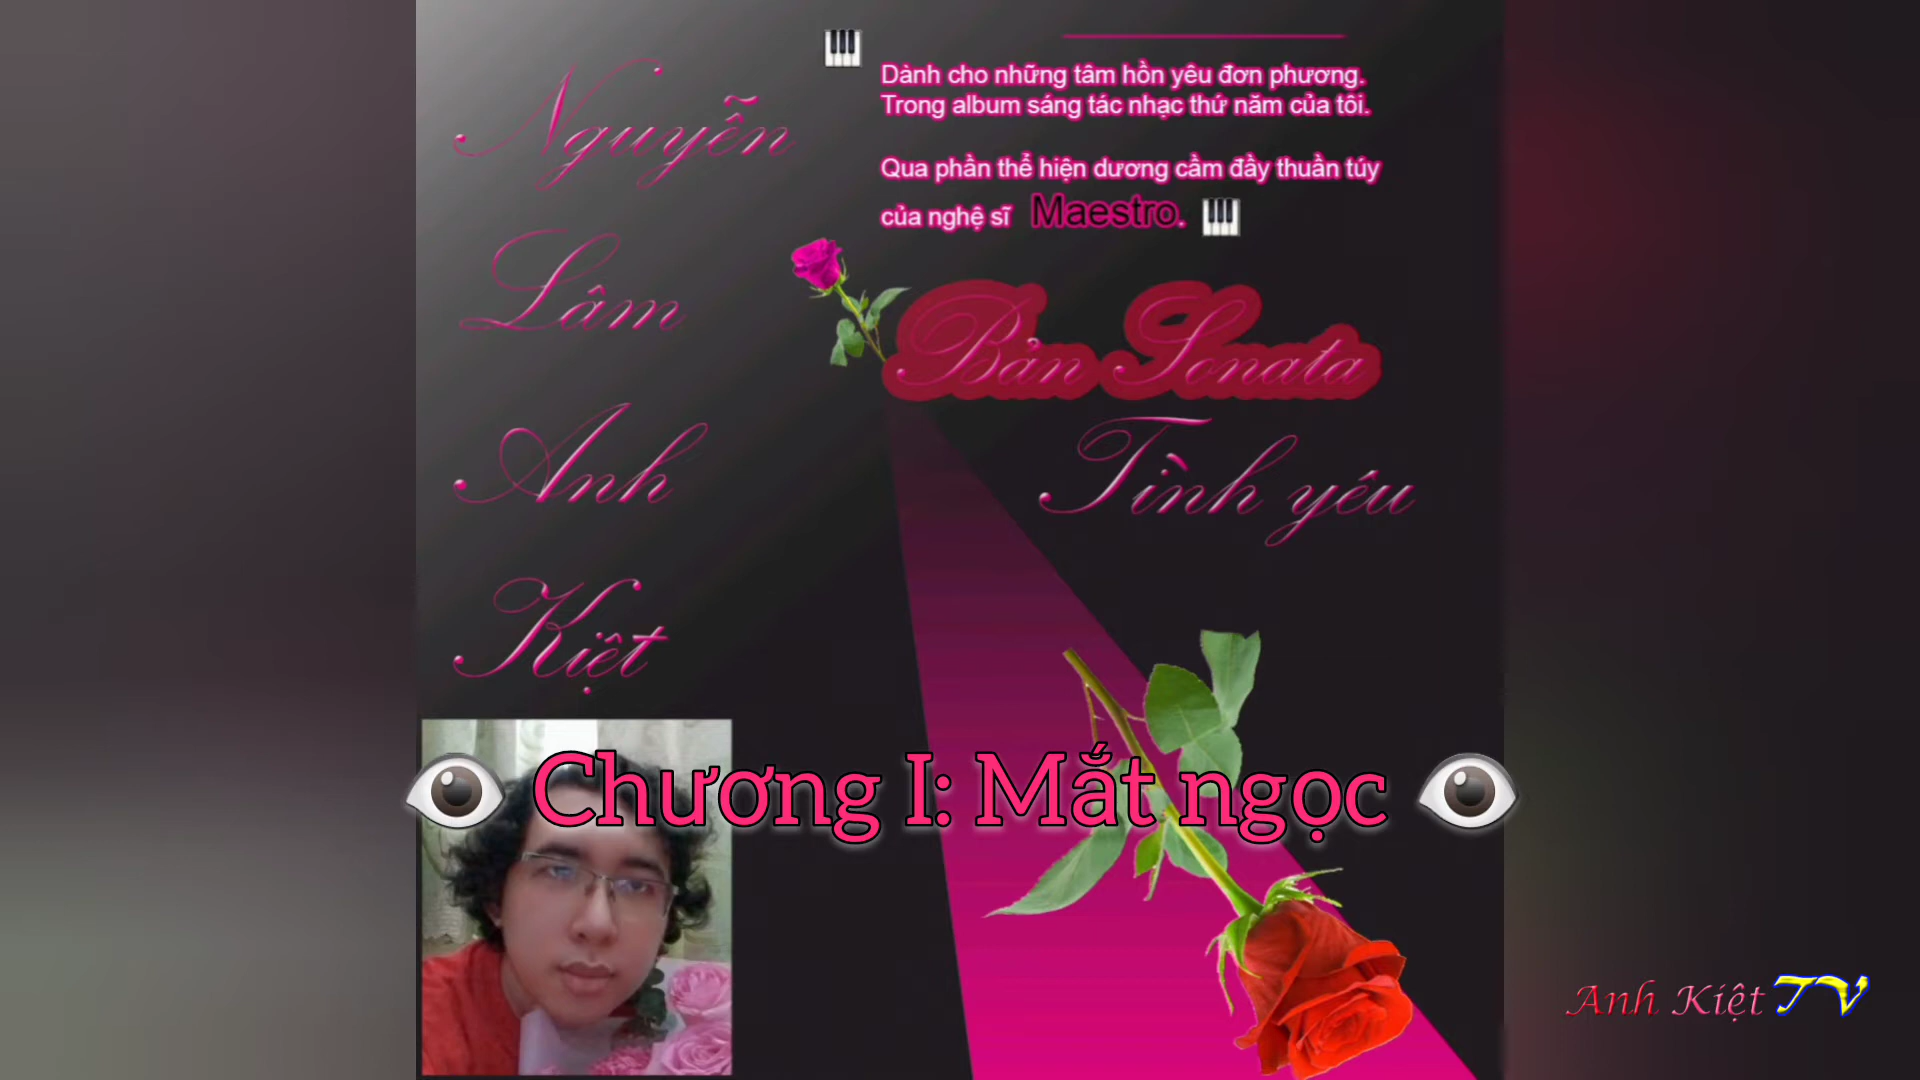 Nguyễn
Lâm
Anh
Kiệt
Dành cho những tâm hồn yêu đơn phương.
Trong album sáng tác nhạc thứ năm của tôi.
Qua phần thể hiện dương cầm đầy thuần túy
của nghệ sĩ Maestro.
Bản Sonata
Tình yêu
Chương I: Mắt ngọc
Anh Kiệt TV